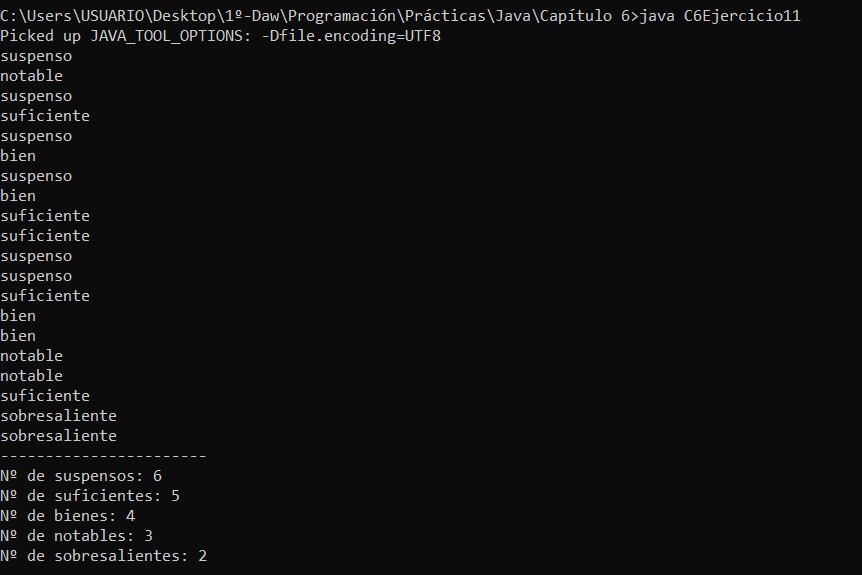 C:\Users\USUARIO\Desktop\1º-Daw\Programación\Prácticas\Java\Capítulo 6>java C6Ejercicio11
Picked up JAVA_TOOL_OPTIONS: -Dfile.encoding=UTF8
suspenso
notable
suspenso
suficiente
suspenso
bien
suspenso
bien
suficiente
suficiente
suspenso
suspenso
suficiente
bien
bien
notable
notable
suficiente
sobresaliente
sobresaliente
-----------------------
Nº de suspensos: 6
Nº de suficientes: 5
Nº de bienes: 4
Nº de notables: 3
Nº de sobresalientes: 2